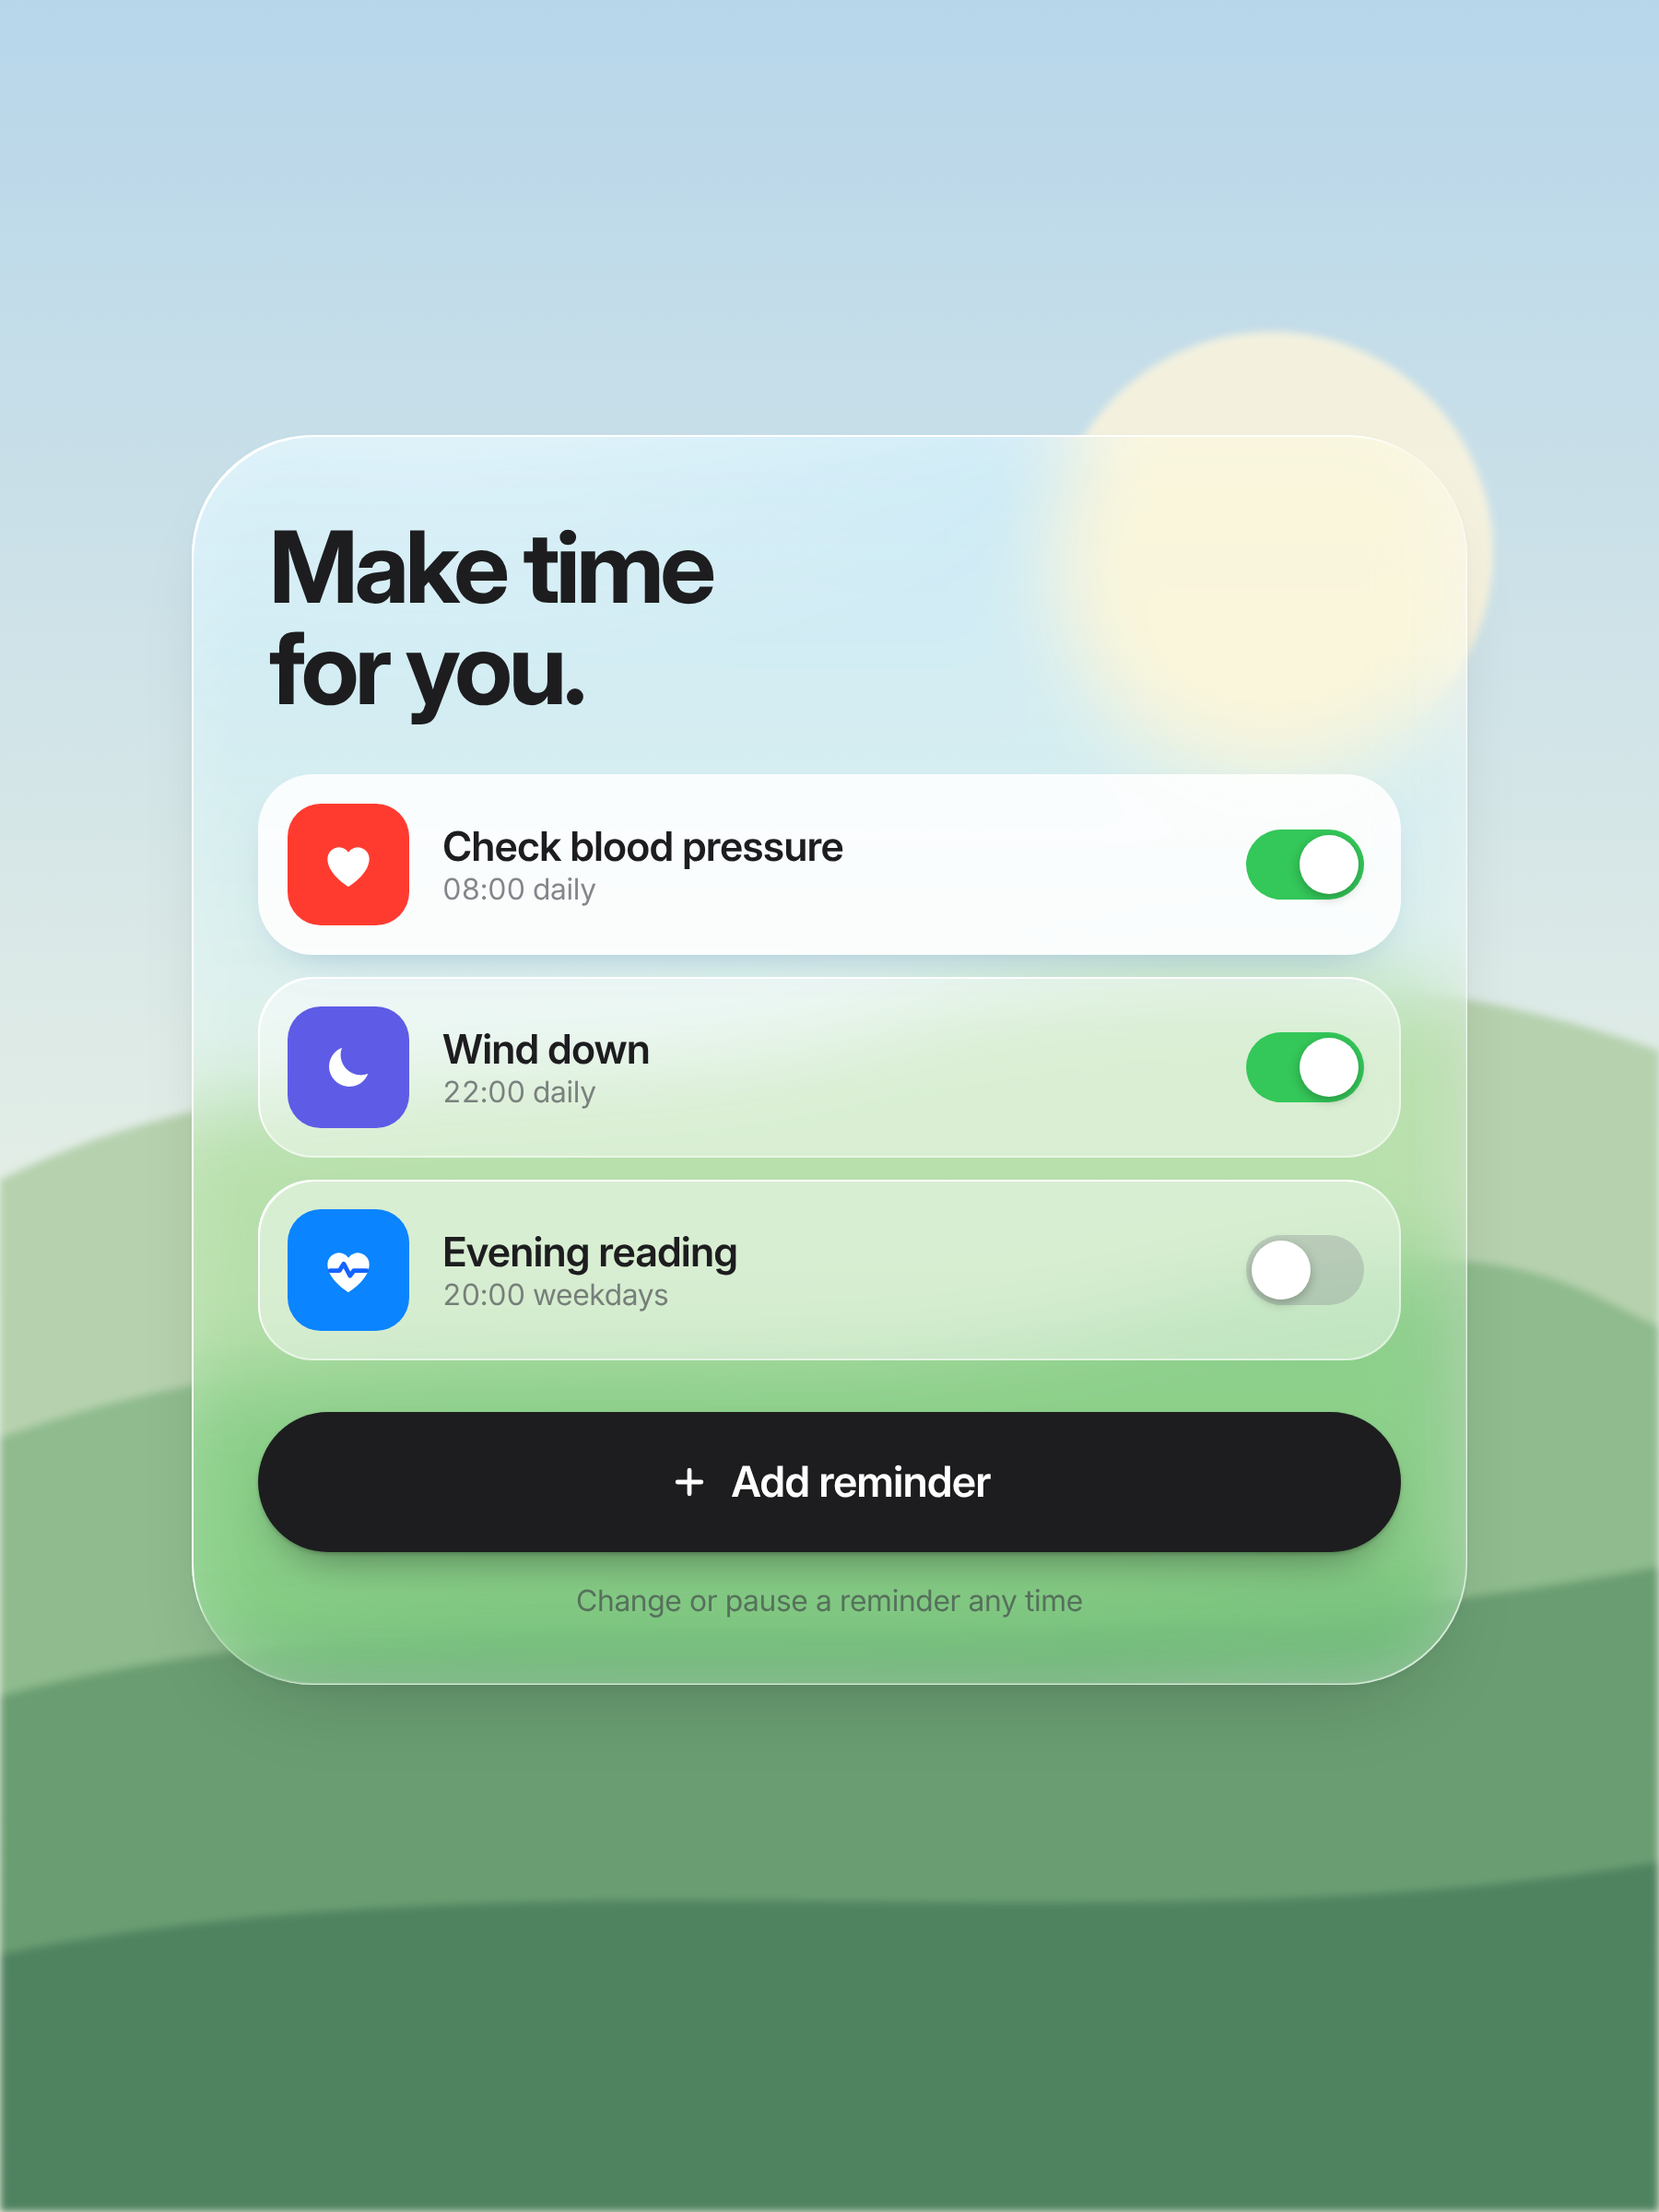 Make time
for you.
Check blood pressure
08:00 daily
Wind down
22:00 daily
Evening reading
20:00 weekdays
+ Add reminder
Change or pause a reminder any time